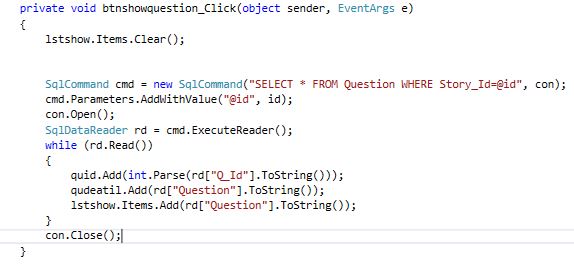 private void btnshowquestion_Click(object sender, EventArgs e)
{
lstshow.Items.Clear();
SqlCommand cmd = new SqlCommand("SELECT * FROM Question WHERE Story_Id=@id", con);
cmd.Parameters.AddWithValue("@id", id);
con.Open();
SqlDataReader rd = cmd.ExecuteReader();
while (rd.Read())
{
quid.Add(int.Parse(rd["Q_Id"].ToString()));
qudeatil.Add(rd["Question"].ToString());
lstshow.Items.Add(rd["Question"].ToString());
}
con.Close();
}